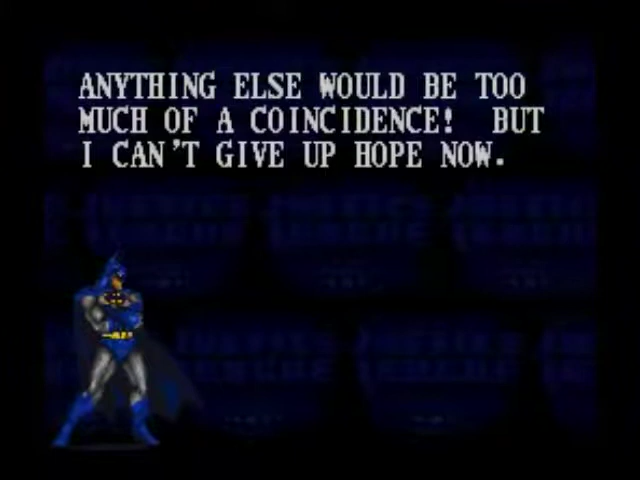 ANYTHING ELSE WOULD BE TOO
MUCH OF A COINCIDENCE! BUT
I CAN'T GIVE UP HOPE NOW.